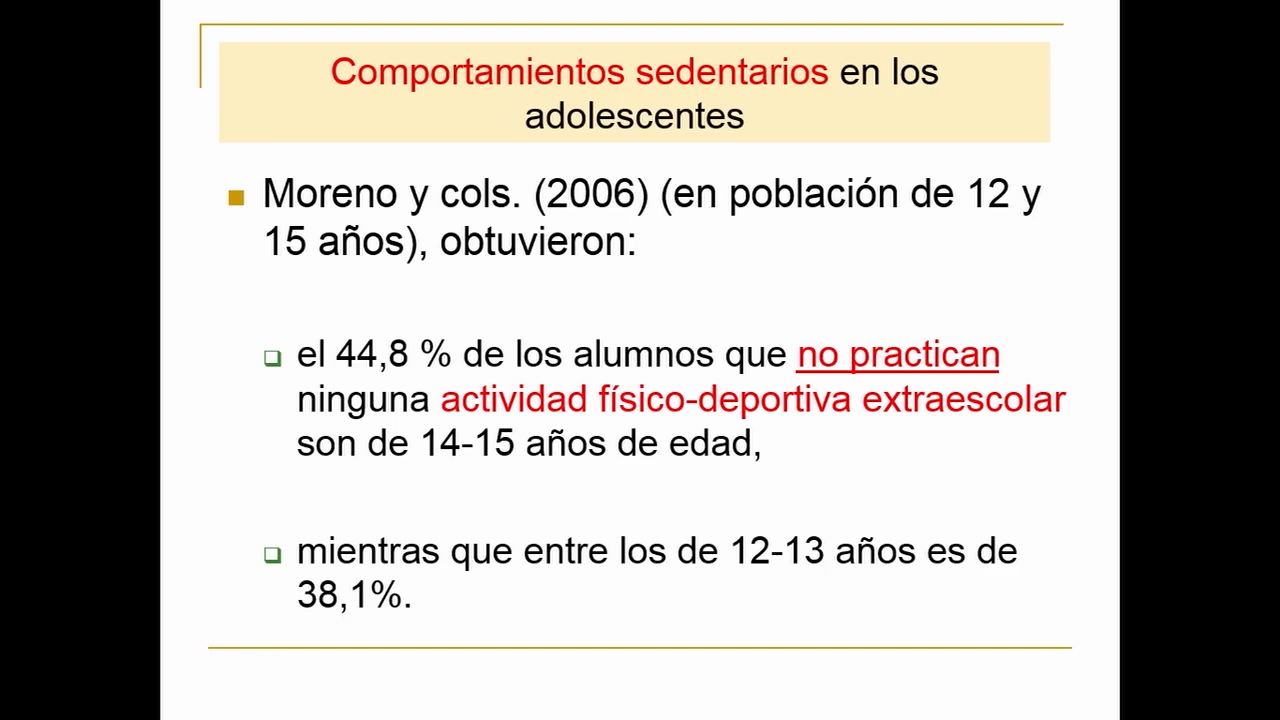 Comportamientos sedentarios en los
adolescentes
Moreno y cols. (2006) (en población de 12 y
15 años), obtuvieron:
el 44,8 % de los alumnos que no practican
ninguna actividad físico-deportiva extraescolar
son de 14-15 años de edad,
mientras que entre los de 12-13 años es de
38,1%.